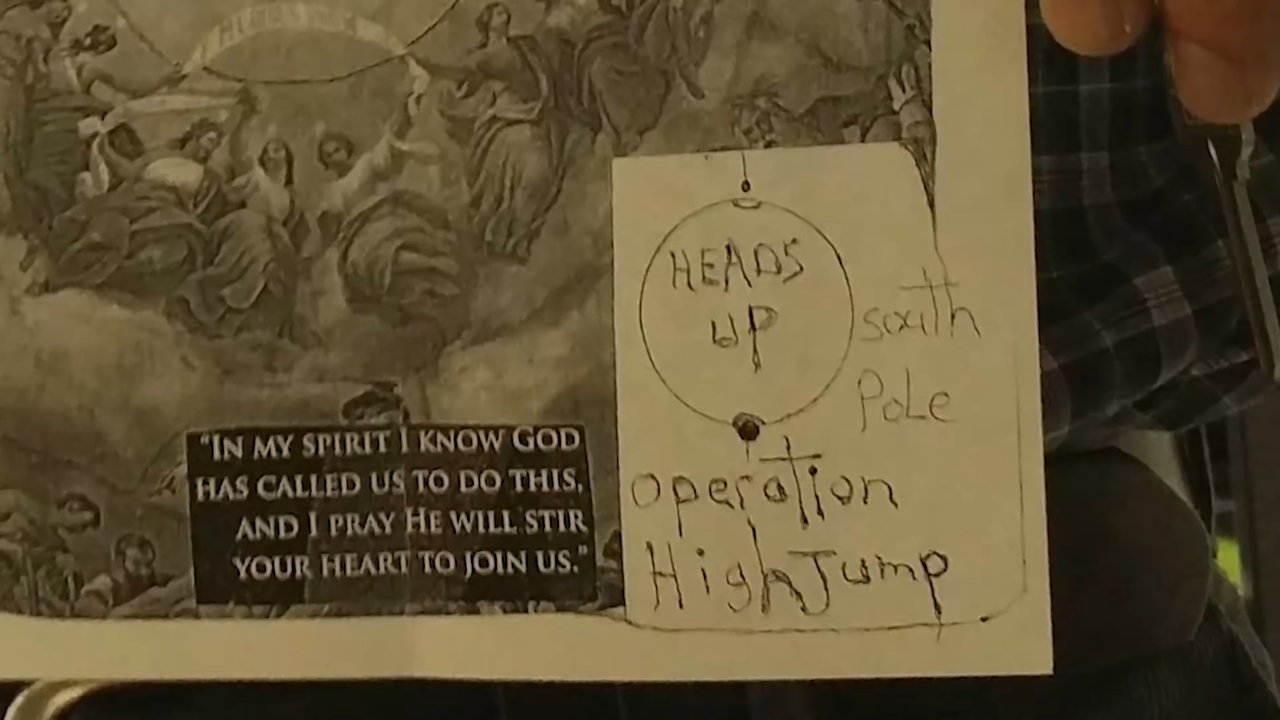 HEADS
UP
south
Pole
operation
HighJump
"IN MY SPIRIT I KNOW GOD
HAS CALLED US TO DO THIS,
AND I PRAY HE WILL STIR
YOUR HEART TO JOIN US."